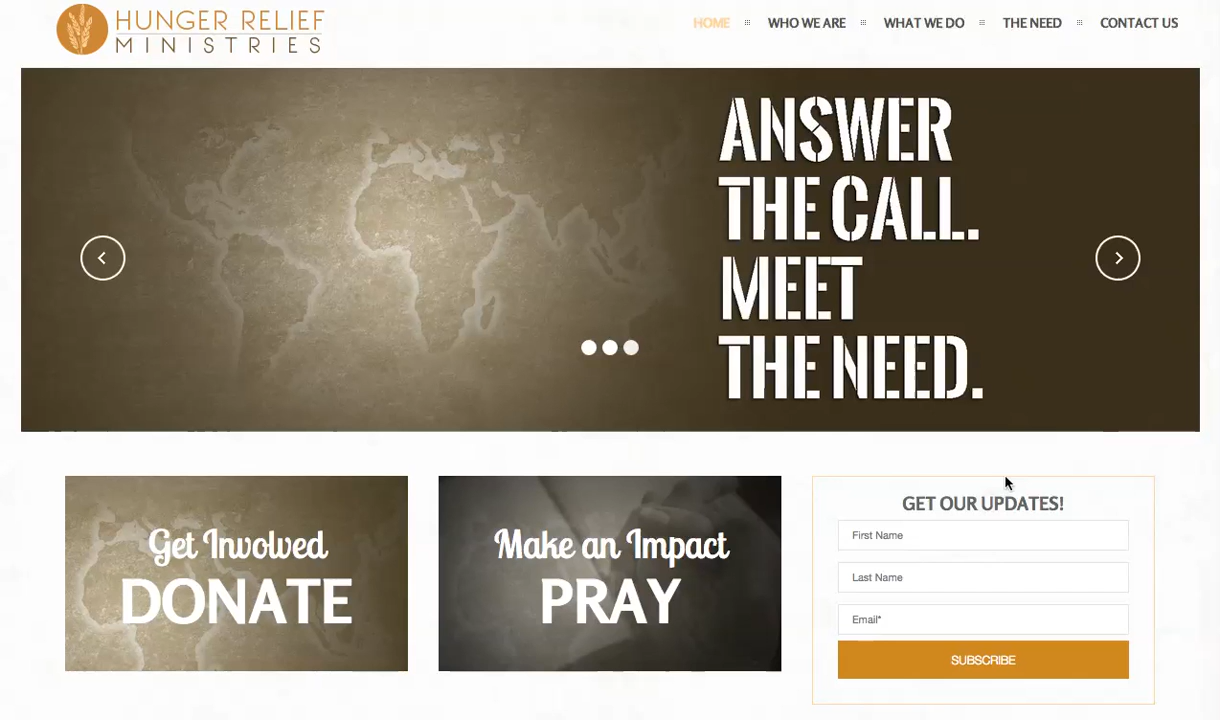 HUNGER RELIEF
MINISTRIES
HOME WHO WE ARE WHAT WE DO THE NEED CONTACT US
ANSWER
THE CALL.
MEET
THE NEED.
Get Involved
DONATE
Make an Impact
PRAY
GET OUR UPDATES!
First Name
Last Name
Email*
SUBSCRIBE